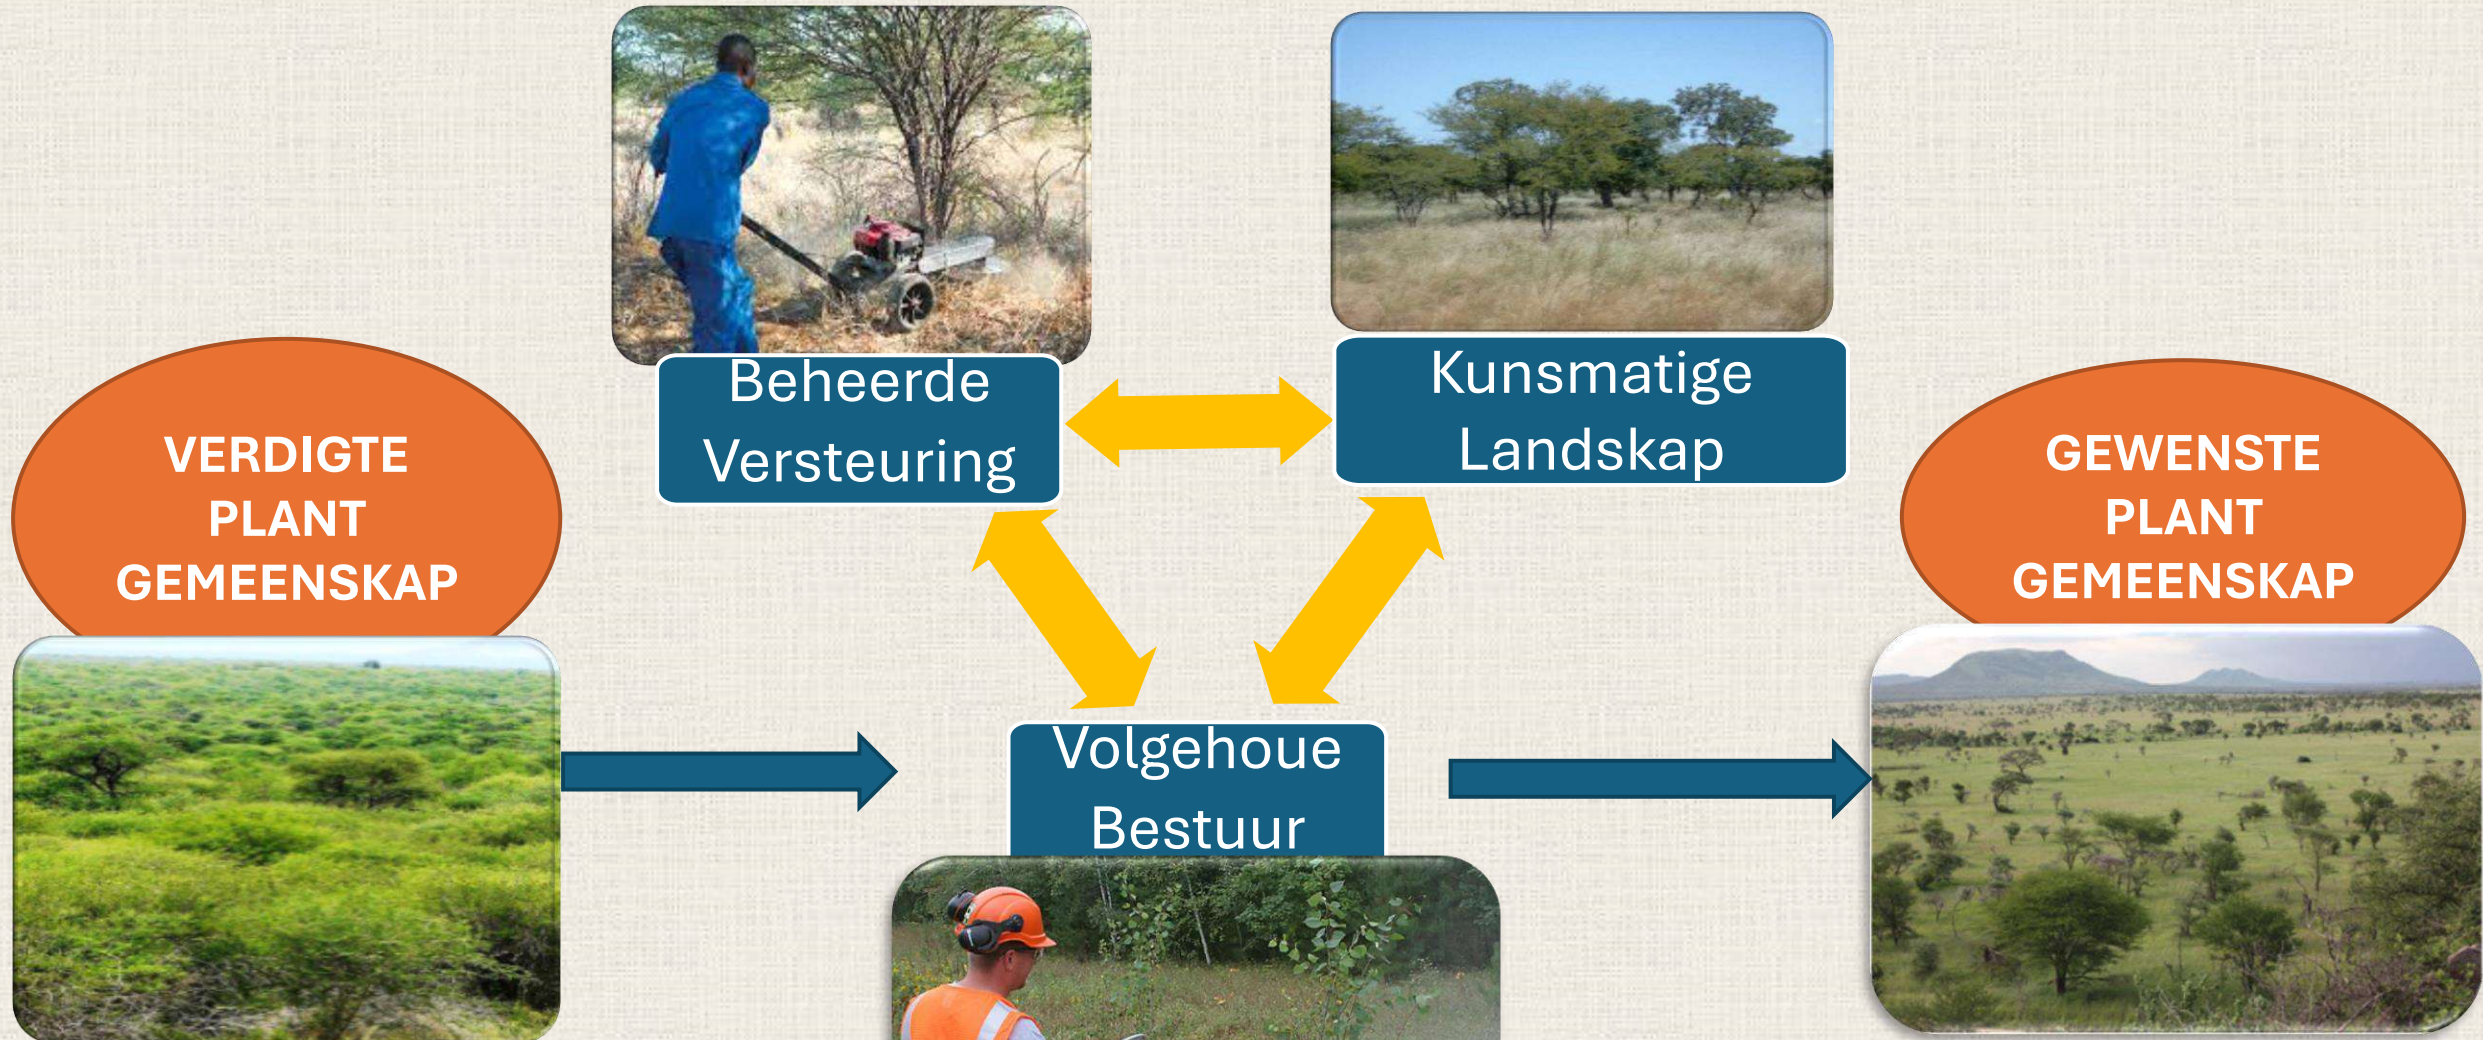 Beheerde
Versteuring
Kunsmatige
Landskap
VERDIGTE
PLANT
GEMEENSKAP
GEWENSTE
PLANT
GEMEENSKAP
Volgehoue
Bestuur